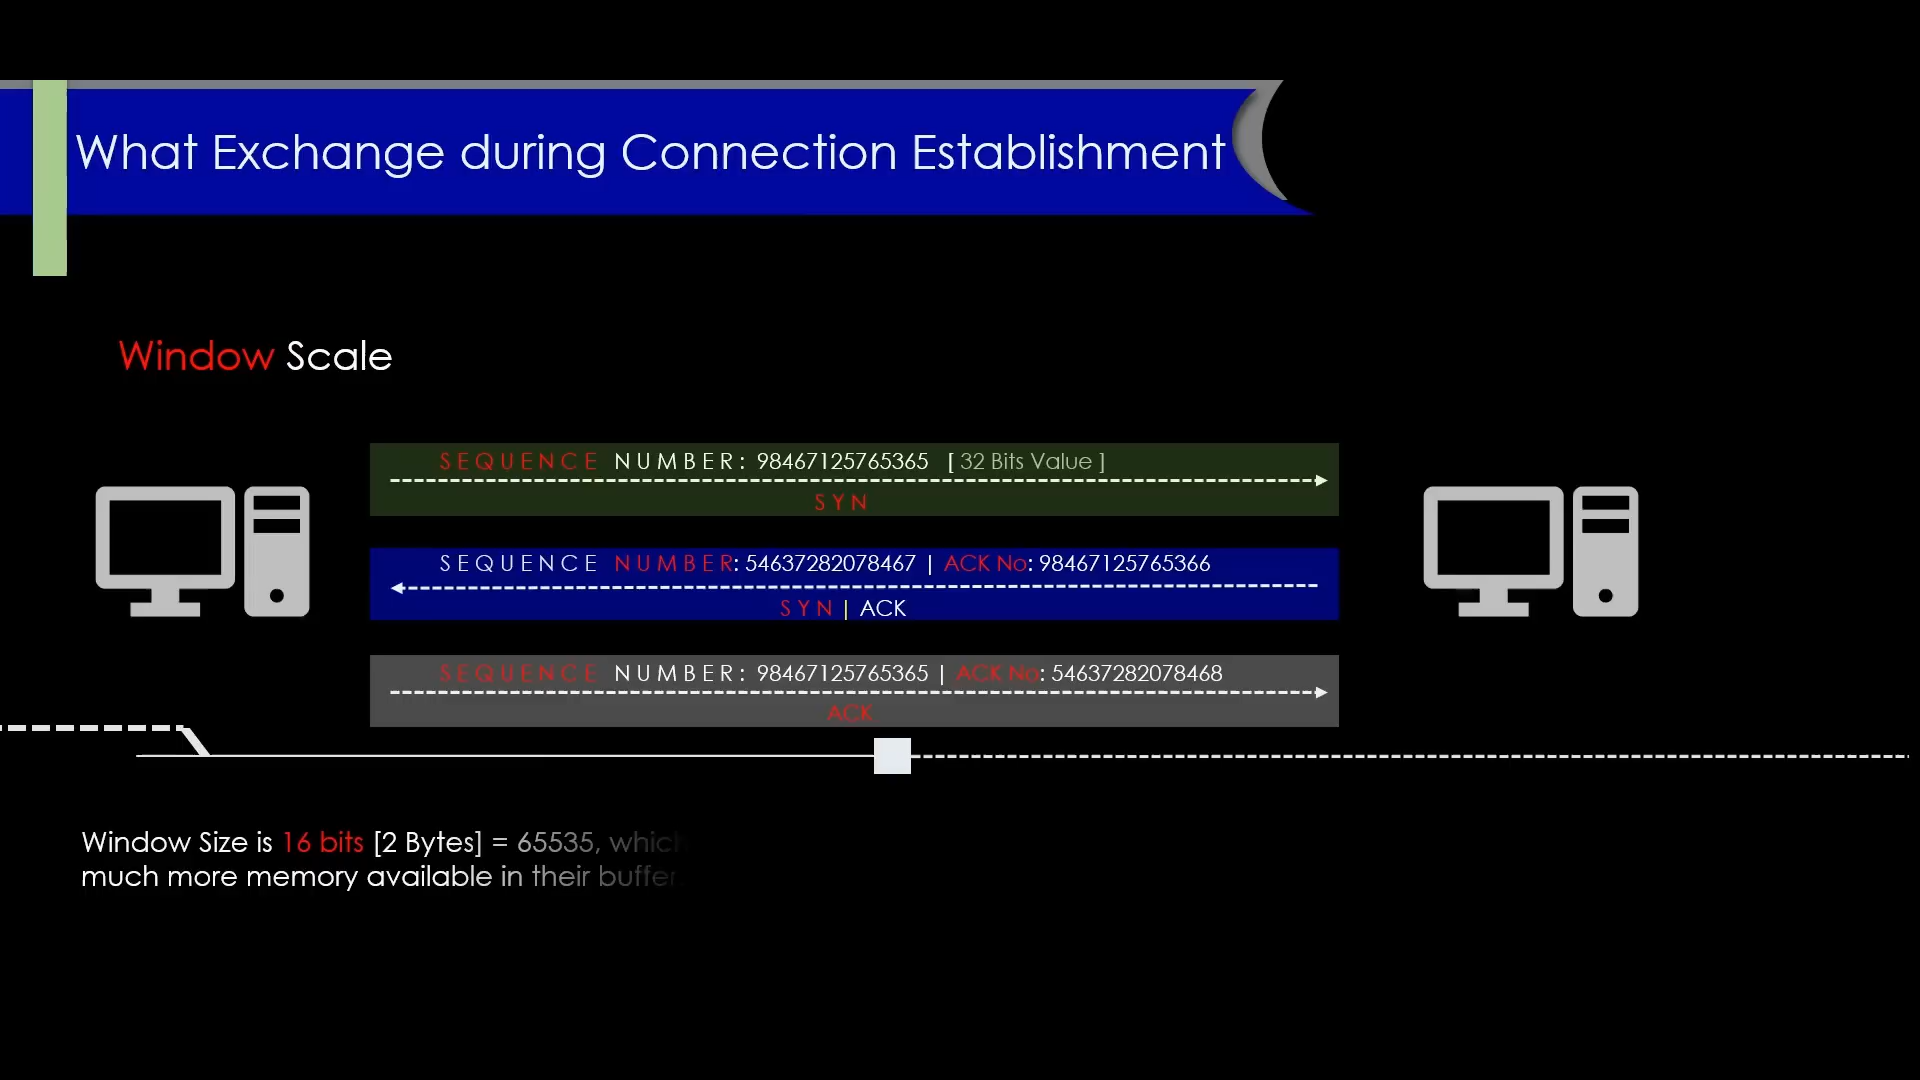 What Exchange during Connection Establishment
Window Scale
SEQUENCE NUMBER: 98467125765365 [ 32 Bits Value ]
SYN
SEQUENCE NUMBER: 54637282078467 | ACK No: 98467125765366
SYN | ACK
SEQUENCE NUMBER: 98467125765365 | ACK No: 54637282078468
ACK
Window Size is 16 bits [2 Bytes] = 65535, which
much more memory available in their buffer.